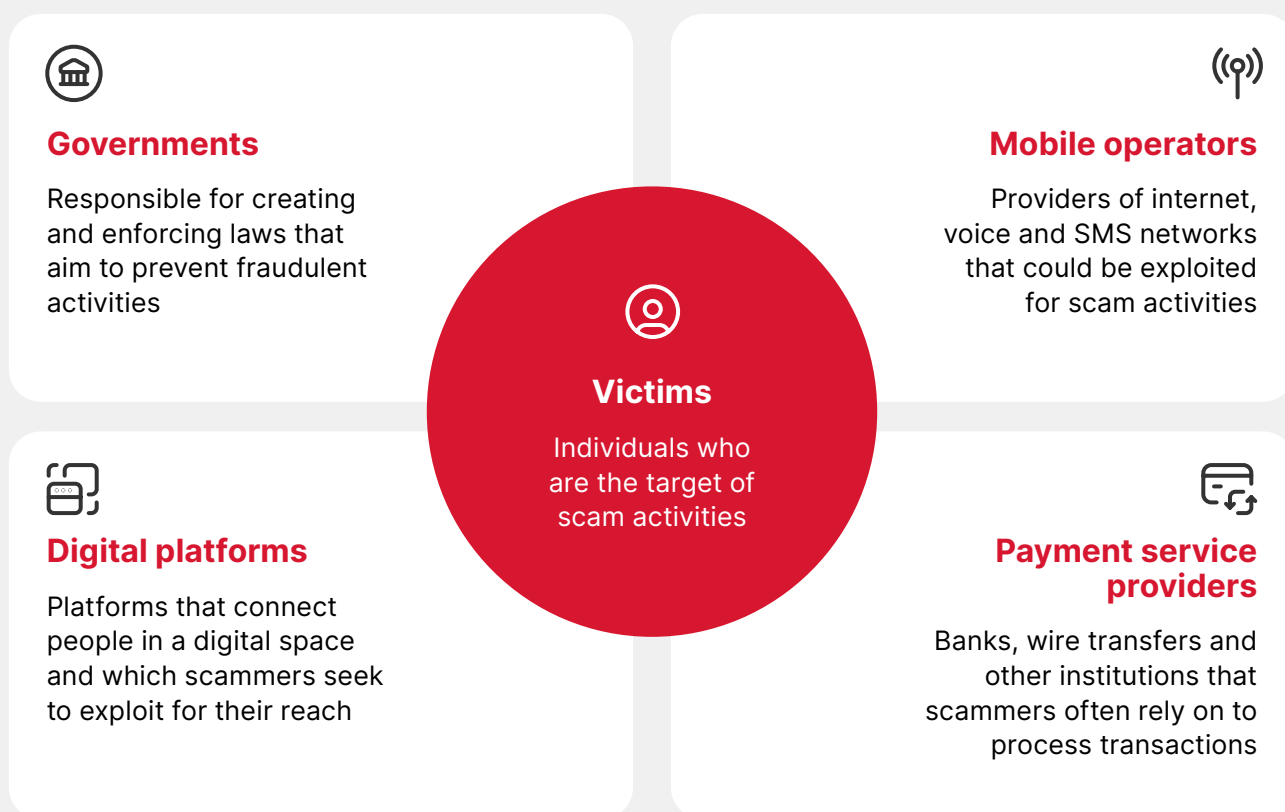 Governments
Responsible for creating
and enforcing laws that
aim to prevent fraudulent
activities
Mobile operators
Providers of internet,
voice and SMS networks
that could be exploited
for scam activities
Victims
Individuals who
are the target of
scam activities
Digital platforms
Platforms that connect
people in a digital space
and which scammers seek
to exploit for their reach
Payment service
providers
Banks, wire transfers and
other institutions that
scammers often rely on to
process transactions